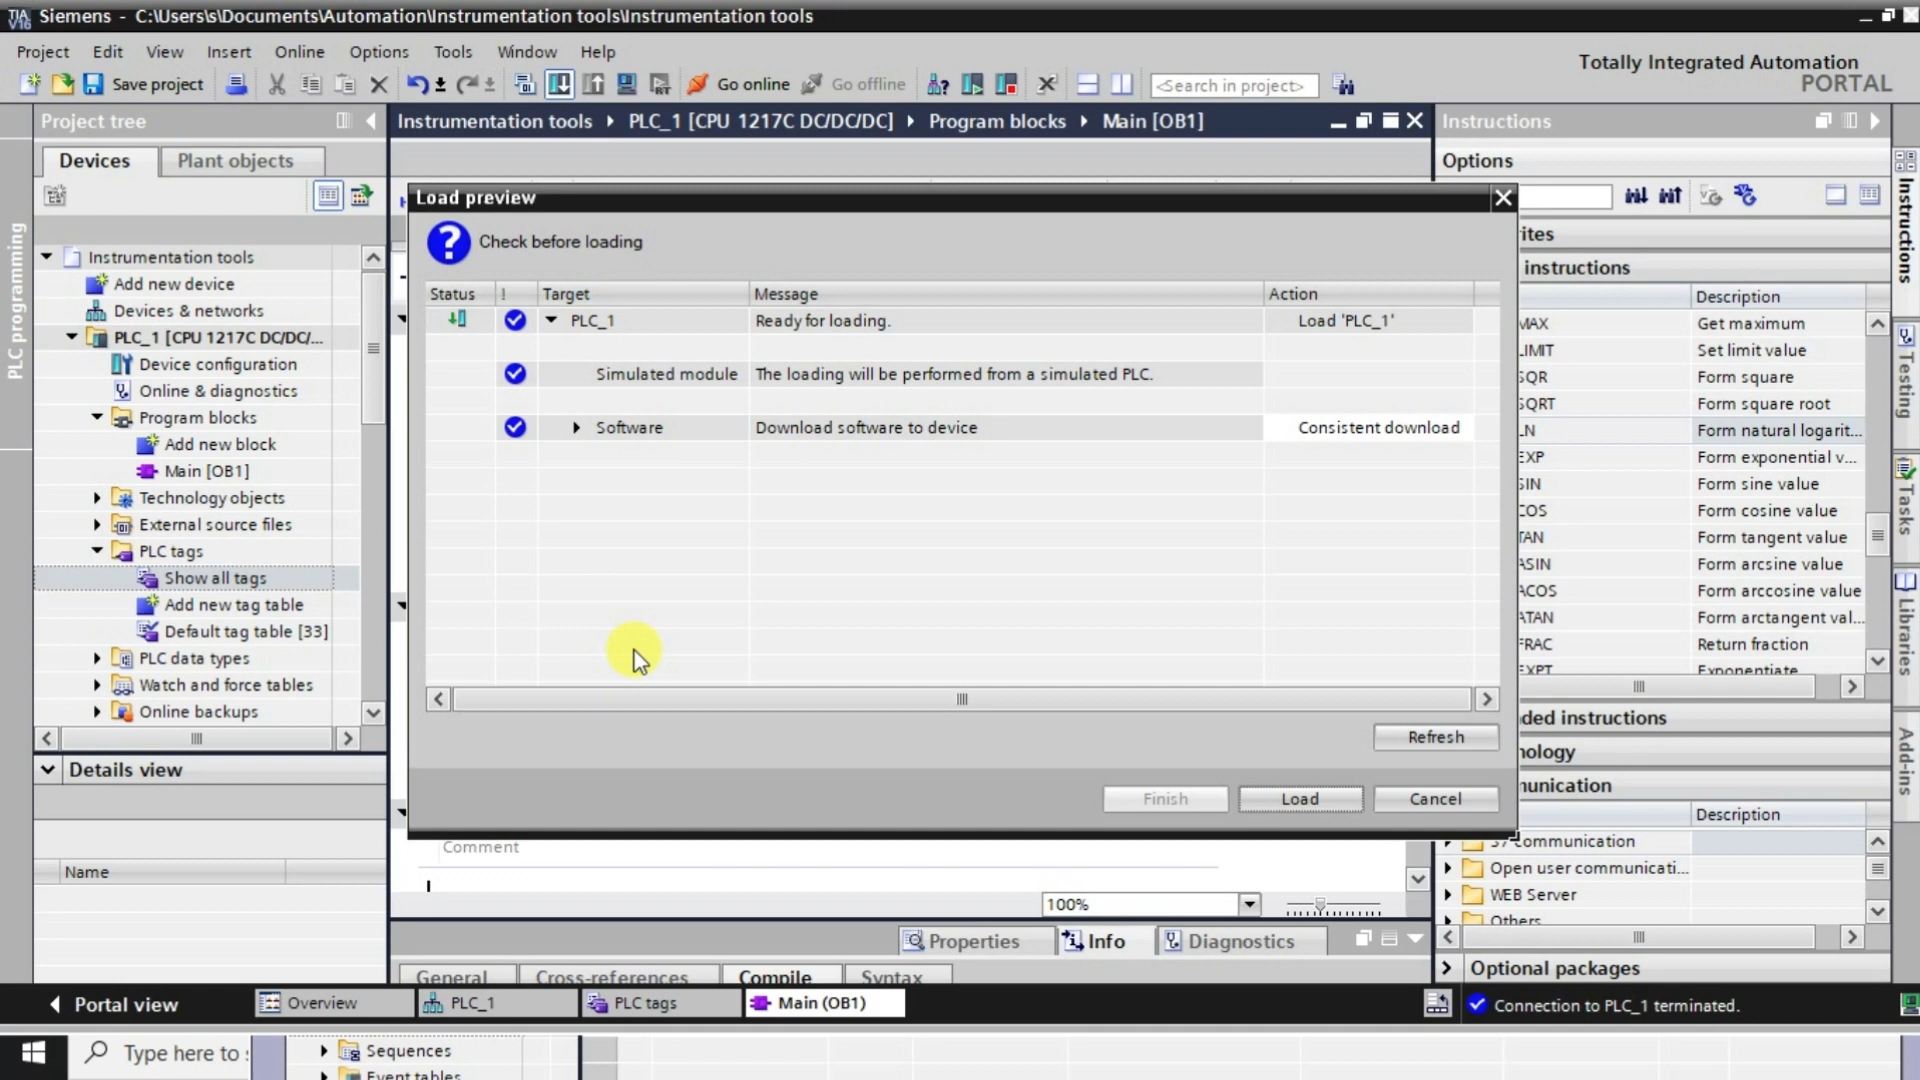 TIA V16 Siemens - C:\Users\s\Documents\Automation\Instrumentation tools\Instrumentation tools
Project Edit View Insert Online Options Tools Window Help
Totally Integrated Automation
PORTAL
Save project Go online Go offline <Search in project>
Project tree
Instrumentation tools PLC_1 [CPU 1217C DC/DC/DC] Program blocks Main [OB1]
Instructions
Devices Plant objects
Options
PLC programming
Instrumentation tools
Add new device
Devices & networks
PLC_1 [CPU 1217C DC/DC/...
Device configuration
Online & diagnostics
Program blocks
Add new block
Main [OB1]
Technology objects
External source files
PLC tags
Show all tags
Add new tag table
Default tag table [33]
PLC data types
Watch and force tables
Online backups
Details view
Name
Load preview
? Check before loading
Status ! Target Message Action
PLC_1 Ready for loading. Load 'PLC_1'
Simulated module The loading will be performed from a simulated PLC.
Software Download software to device Consistent download
Refresh
Finish Load Cancel
Comment
100%
Properties Info Diagnostics
General Cross-references Compile Syntax
ites
instructions
Description
MAX Get maximum
LIMIT Set limit value
SQR Form square
SQRT Form square root
LN Form natural logarit...
EXP Form exponential v...
SIN Form sine value
COS Form cosine value
TAN Form tangent value
ASIN Form arcsine value
ACOS Form arccosine value
ATAN Form arctangent val...
FRAC Return fraction
EXPT Exponentiate
ded instructions
nology
unication
Description
S7 communication
Open user communicati...
WEB Server
Others
Optional packages
Instructions
Testing
Tasks
Libraries
Add-ins
Portal view Overview PLC_1 PLC tags Main (OB1) Connection to PLC_1 terminated.
Type here to s
Sequences
Event tables